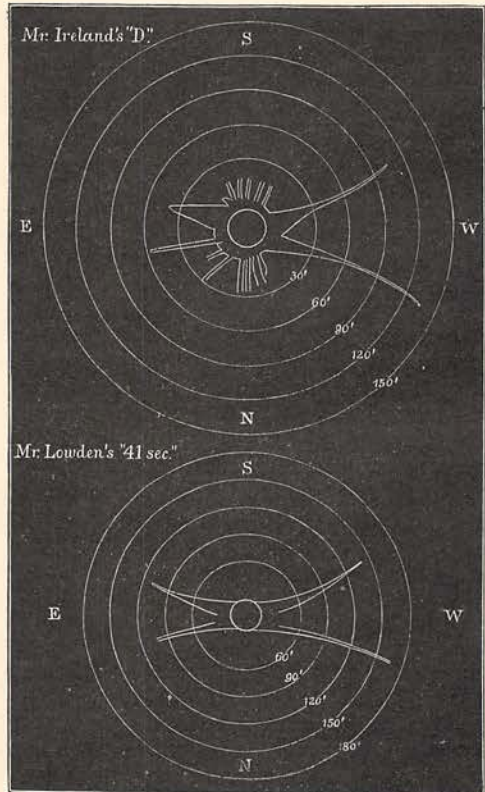 Mr. Ireland's "D."
S
E
W
30'
60'
90'
120'
150'
N
Mr. Lowden's "41 sec."
S
E
W
60'
90'
120'
150'
180'
N